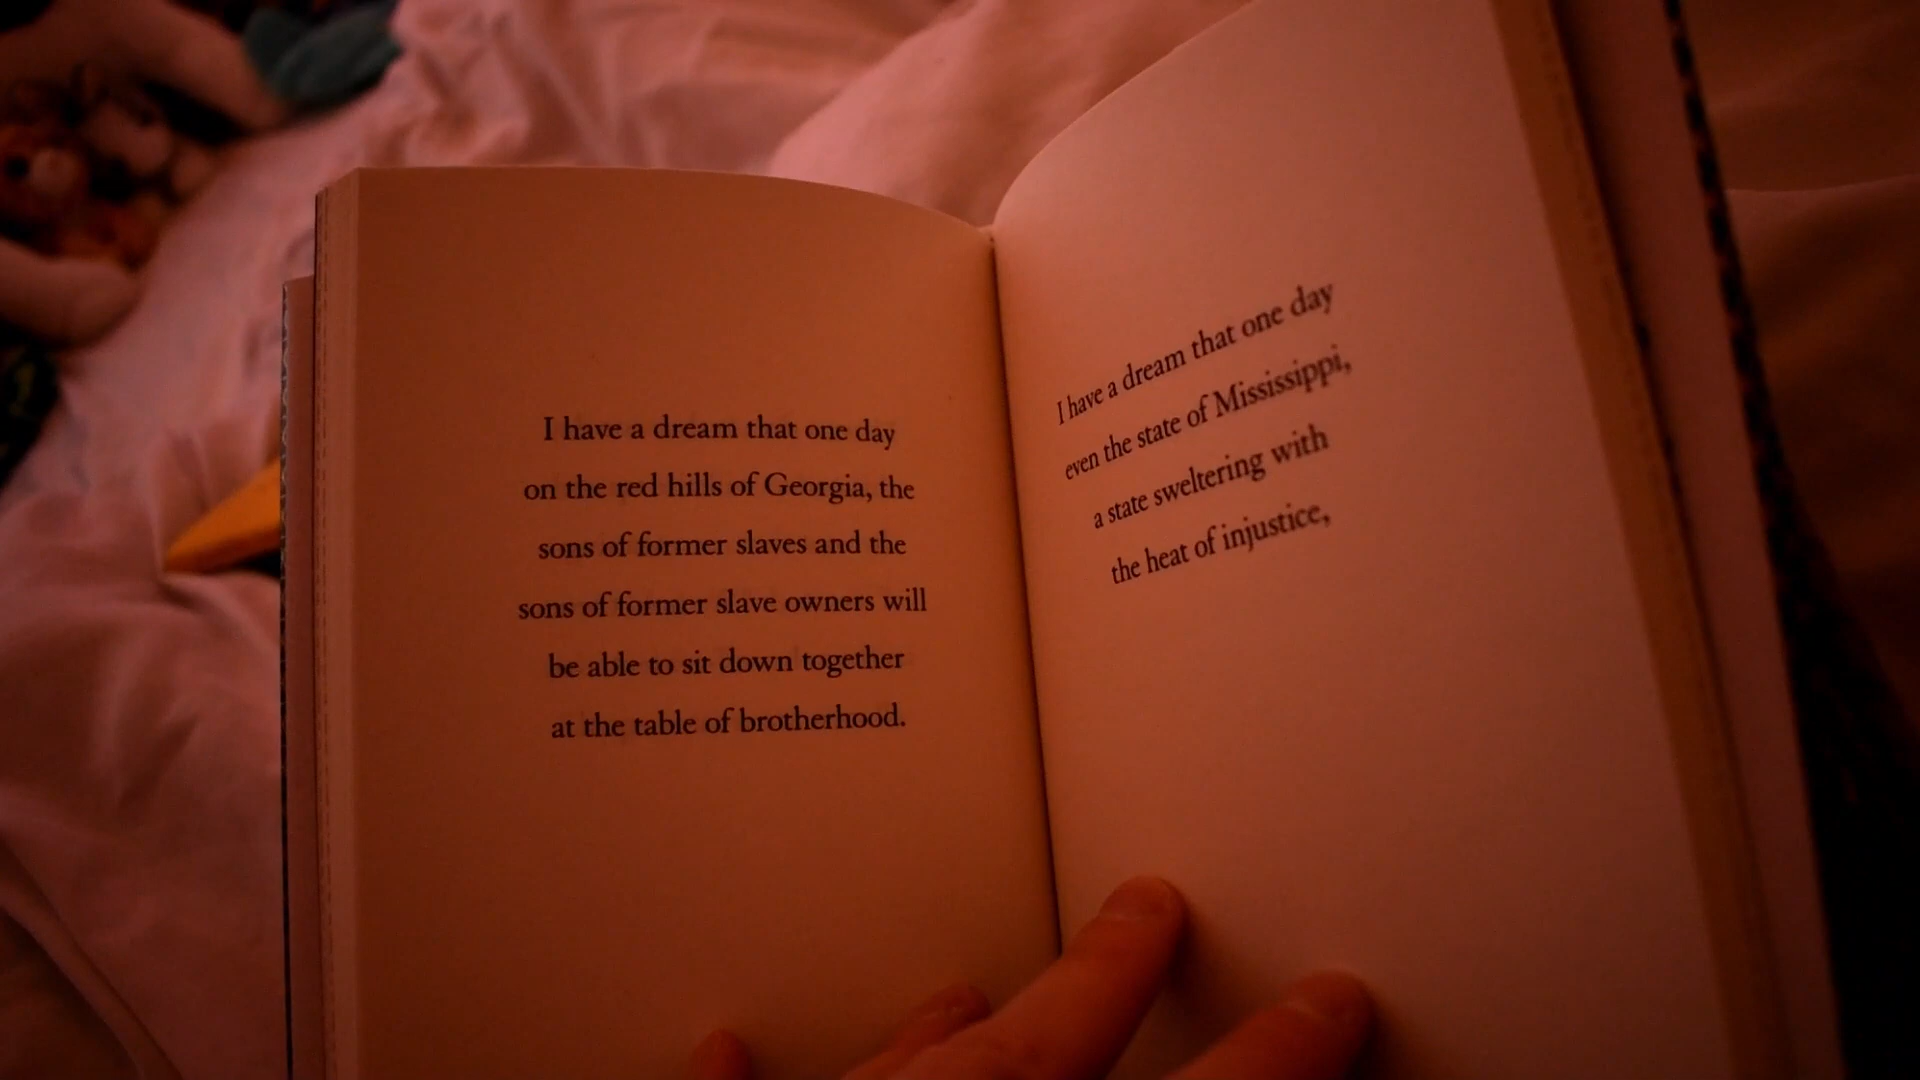 I have a dream that one day
on the red hills of Georgia, the
sons of former slaves and the
sons of former slave owners will
be able to sit down together
at the table of brotherhood.
I have a dream that one day
even the state of Mississippi,
a state sweltering with
the heat of injustice,